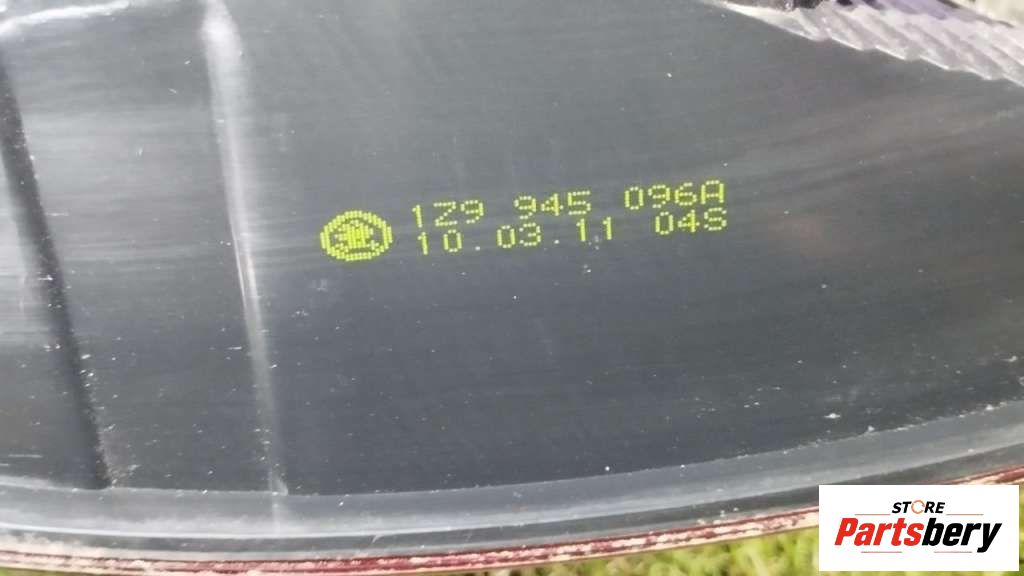 1Z9 945 096A
10.03.11 04S
STORE
Partsbery